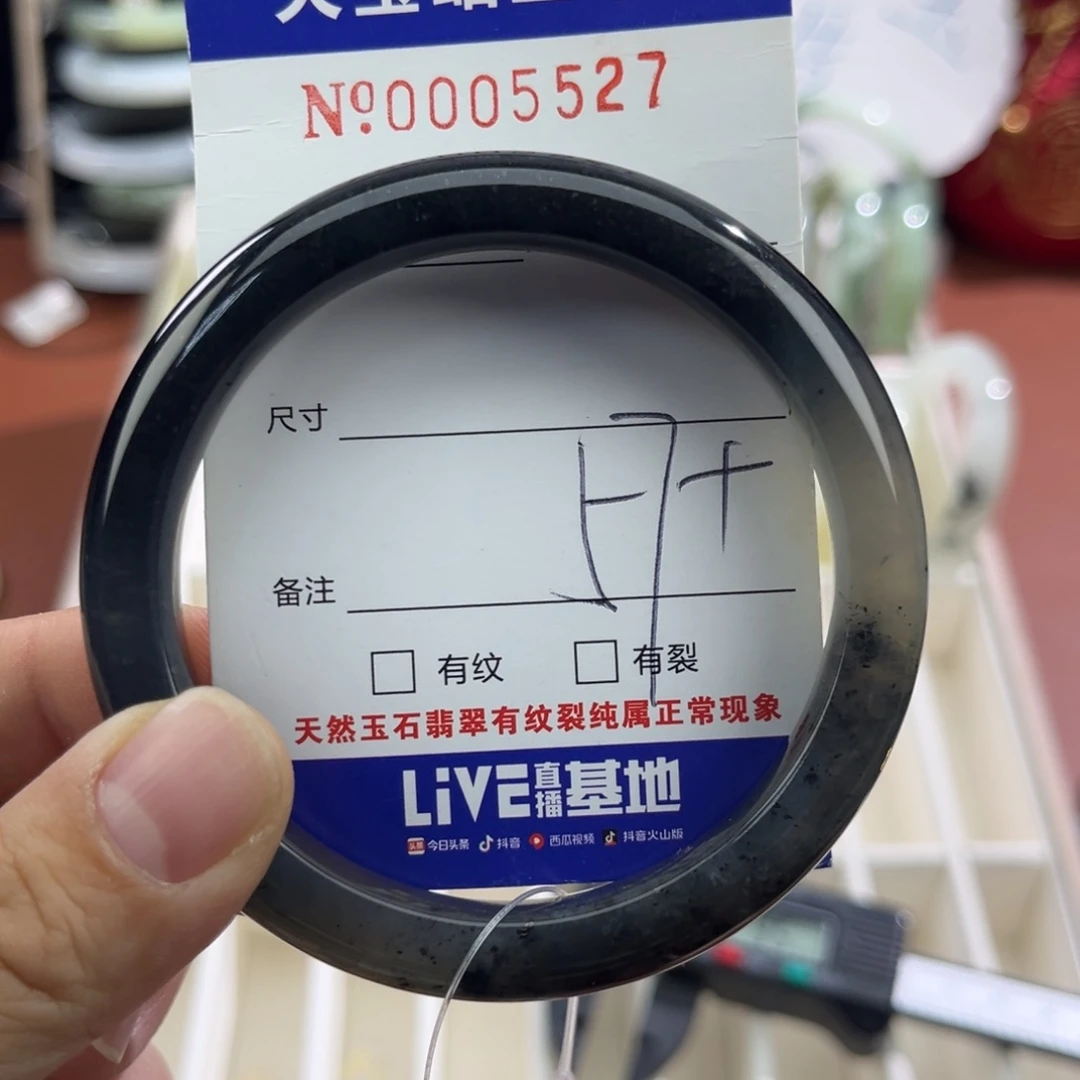 №0005527
尺寸
备注
有纹 有裂
天然玉石翡翠有纹裂纯属正常现象
LiVE直播基地
头条 今日头条 抖音 西瓜视频 抖音火山版